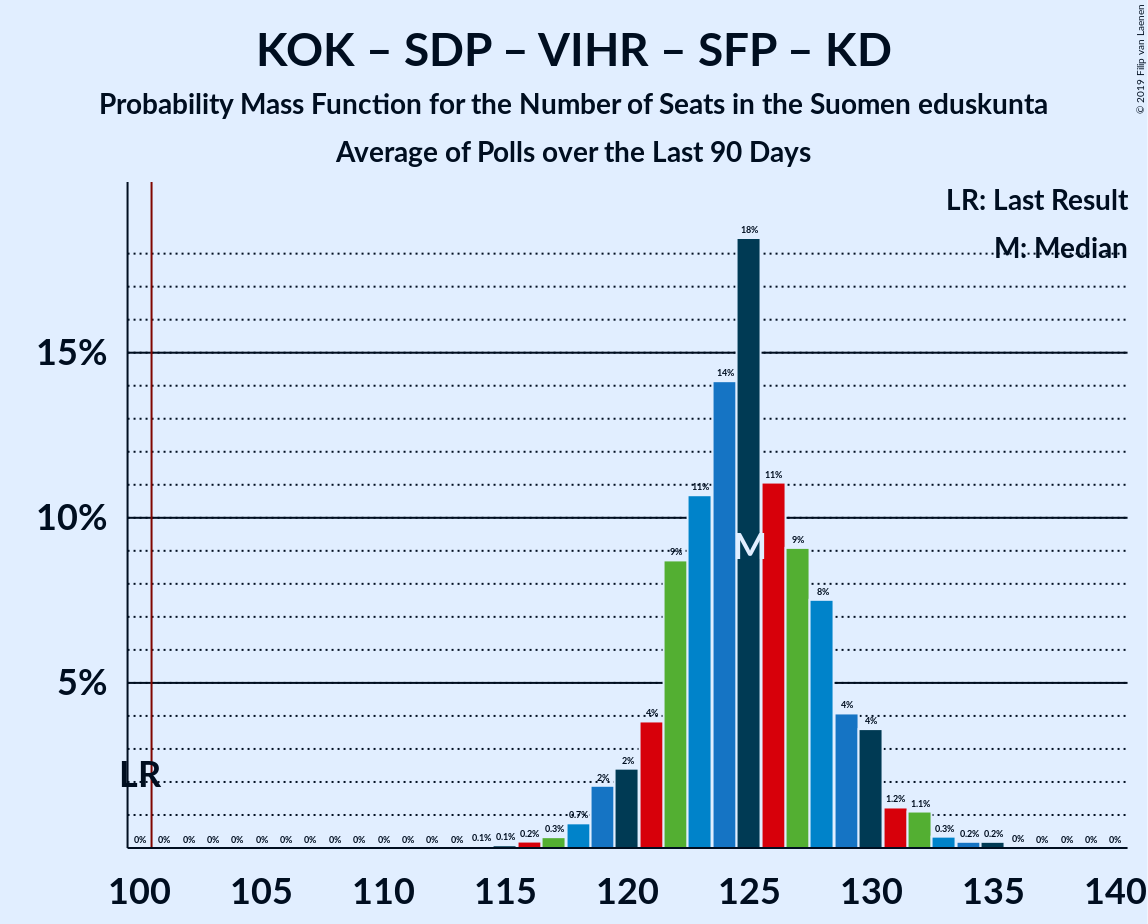 KOK – SDP – VIHR – SFP – KD
Probability Mass Function for the Number of Seats in the Suomen eduskunta
Average of Polls over the Last 90 Days
© 2019 Filip van Laenen
LR: Last Result
M: Median
15%
10%
5%
LR
M
0% 0% 0% 0% 0% 0% 0% 0% 0% 0% 0% 0% 0% 0% 0.1% 0.1% 0.2% 0.3% 0.7% 2% 2% 4% 9% 11% 14% 18% 11% 9% 8% 4% 4% 1.2% 1.1% 0.3% 0.2% 0.2% 0% 0% 0% 0% 0%
100 105 110 115 120 125 130 135 140